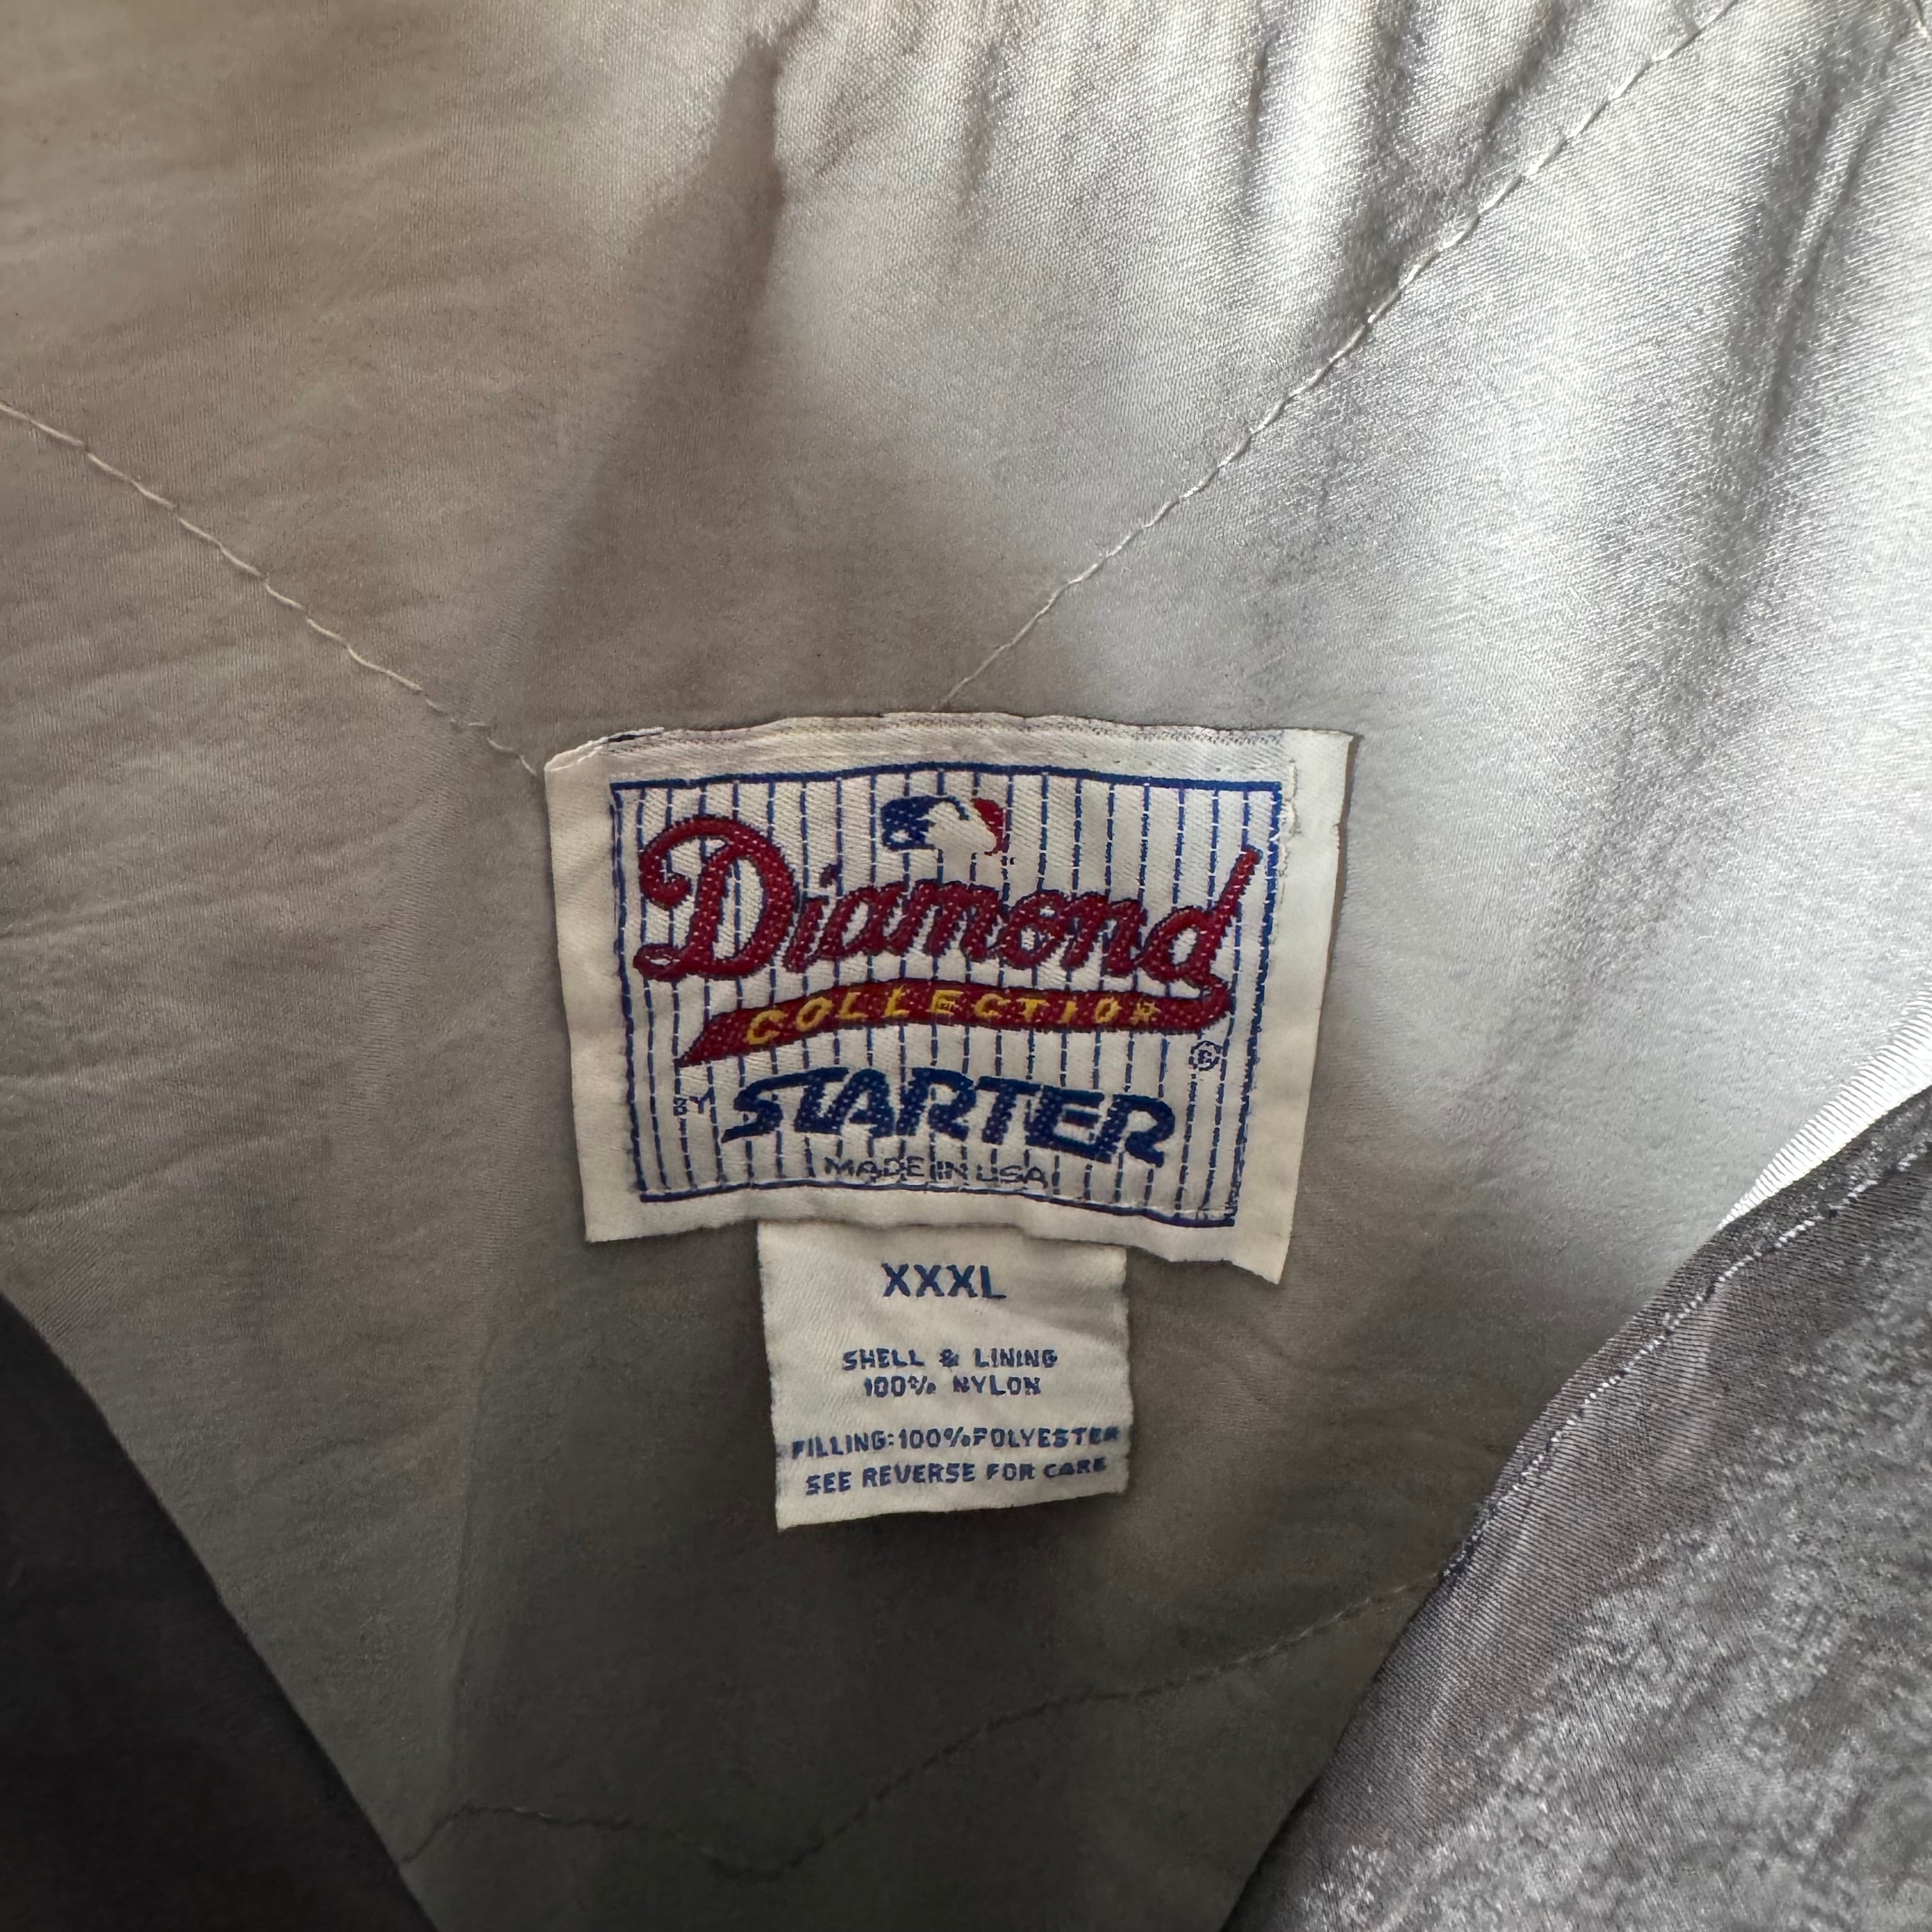 Diamond
COLLECTION
®
BY STARTER
MADE IN USA
XXXL
SHELL & LINING
100% NYLON
FILLING:100%POLYESTER
SEE REVERSE FOR CARE